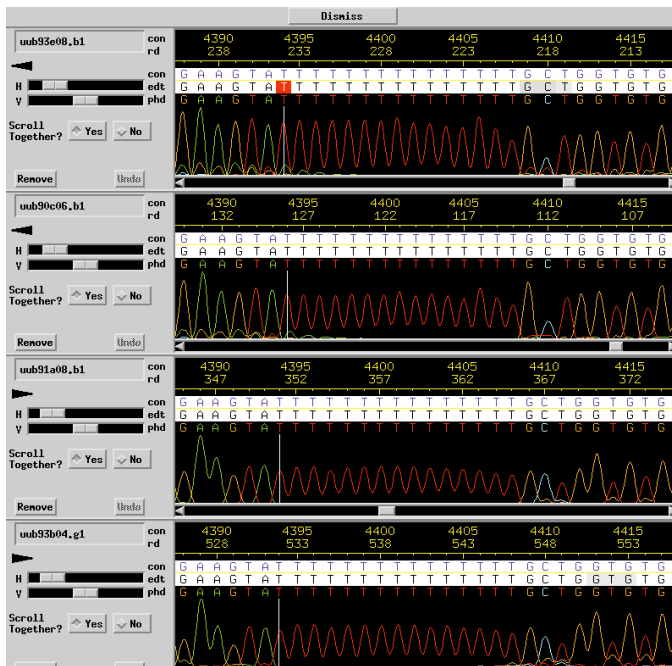 Dismiss
uub93e08.b1
con 4390 4395 4400 4405 4410 4415
rd 238 233 228 223 218 213
con G A A G T A T T T T T T T T T T T T T T T G C T G G T G T G
H edt G A A G T A T T T T T T T T T T T T T T T G C T G G T G T G
V phd G A A G T A T T T T T T T T T T T T T T T G C T G G T G T G
Scroll
Together? Yes No
Remove Undo
uub90c06.b1
con 4390 4395 4400 4405 4410 4415
rd 132 127 122 117 112 107
con G A A G T A T T T T T T T T T T T T T T T G C T G G T G T G
H edt G A A G T A T T T T T T T T T T T T T T T G C T G G T G T G
V phd G A A G T A T T T T T T T T T T T T T T T G C T G G T G T G
Scroll
Together? Yes No
Remove Undo
uub91a08.b1
con 4390 4395 4400 4405 4410 4415
rd 347 352 357 362 367 372
con G A A G T A T T T T T T T T T T T T T T T G C T G G T G T G
H edt G A A G T A T T T T T T T T T T T T T T T G C T G G T G T G
V phd G A A G T A T T T T T T T T T T T T T T T G C T G G T G T G
Scroll
Together? Yes No
Remove Undo
uub93b04.g1
con 4390 4395 4400 4405 4410 4415
rd 528 533 538 543 548 553
con G A A G T A T T T T T T T T T T T T T T T G C T G G T G T G
H edt G A A G T A T T T T T T T T T T T T T T T G C T G G T G T G
V phd G A A G T A T T T T T T T T T T T T T T T G C T G G T G T G
Scroll
Together? Yes No